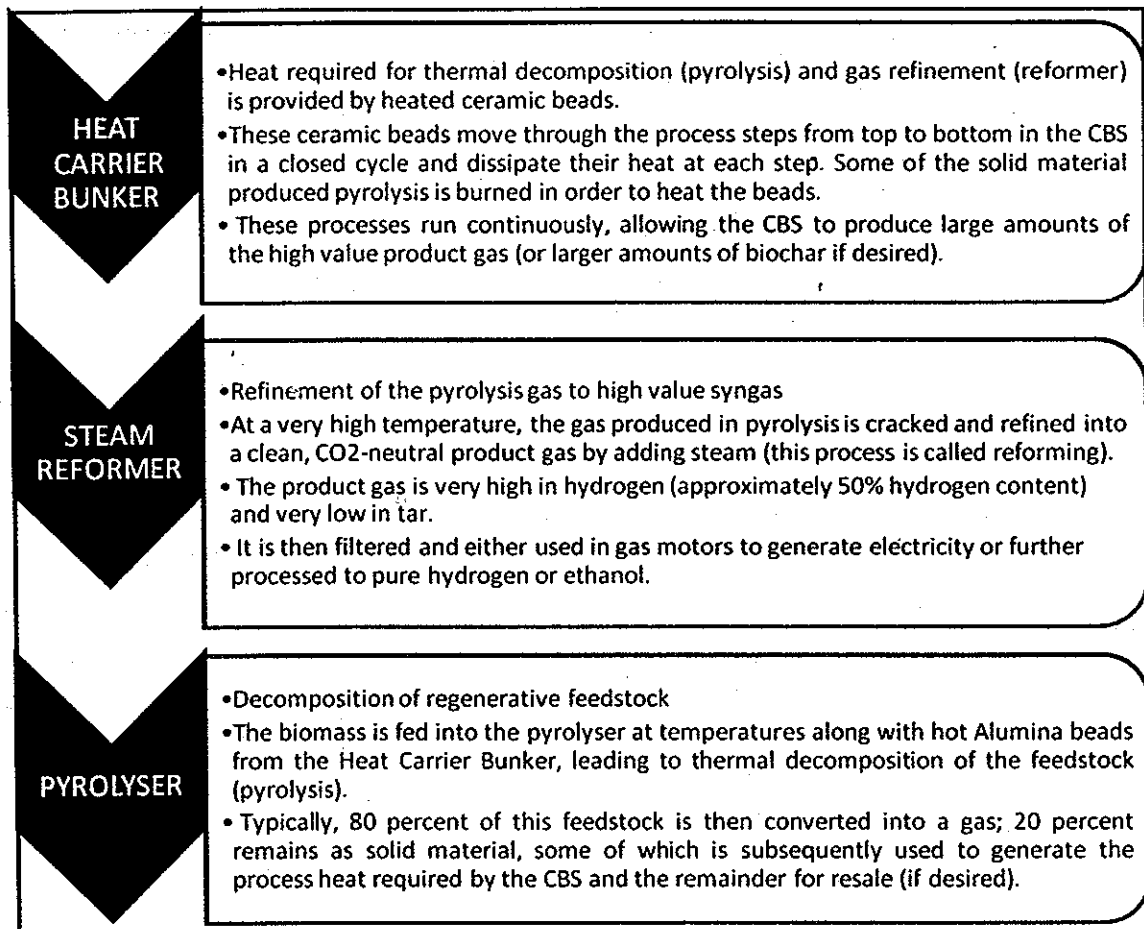 HEAT
CARRIER
BUNKER
•Heat required for thermal decomposition (pyrolysis) and gas refinement (reformer)
is provided by heated ceramic beads.
•These ceramic beads move through the process steps from top to bottom in the CBS
in a closed cycle and dissipate their heat at each step. Some of the solid material
produced pyrolysis is burned in order to heat the beads.
• These processes run continuously, allowing the CBS to produce large amounts of
the high value product gas (or larger amounts of biochar if desired).
STEAM
REFORMER
•Refinement of the pyrolysis gas to high value syngas
•At a very high temperature, the gas produced in pyrolysis is cracked and refined into
a clean, CO2-neutral product gas by adding steam (this process is called reforming).
• The product gas is very high in hydrogen (approximately 50% hydrogen content)
and very low in tar.
• It is then filtered and either used in gas motors to generate electricity or further
processed to pure hydrogen or ethanol.
PYROLYSER
•Decomposition of regenerative feedstock
•The biomass is fed into the pyrolyser at temperatures along with hot Alumina beads
from the Heat Carrier Bunker, leading to thermal decomposition of the feedstock
(pyrolysis).
• Typically, 80 percent of this feedstock is then converted into a gas; 20 percent
remains as solid material, some of which is subsequently used to generate the
process heat required by the CBS and the remainder for resale (if desired).